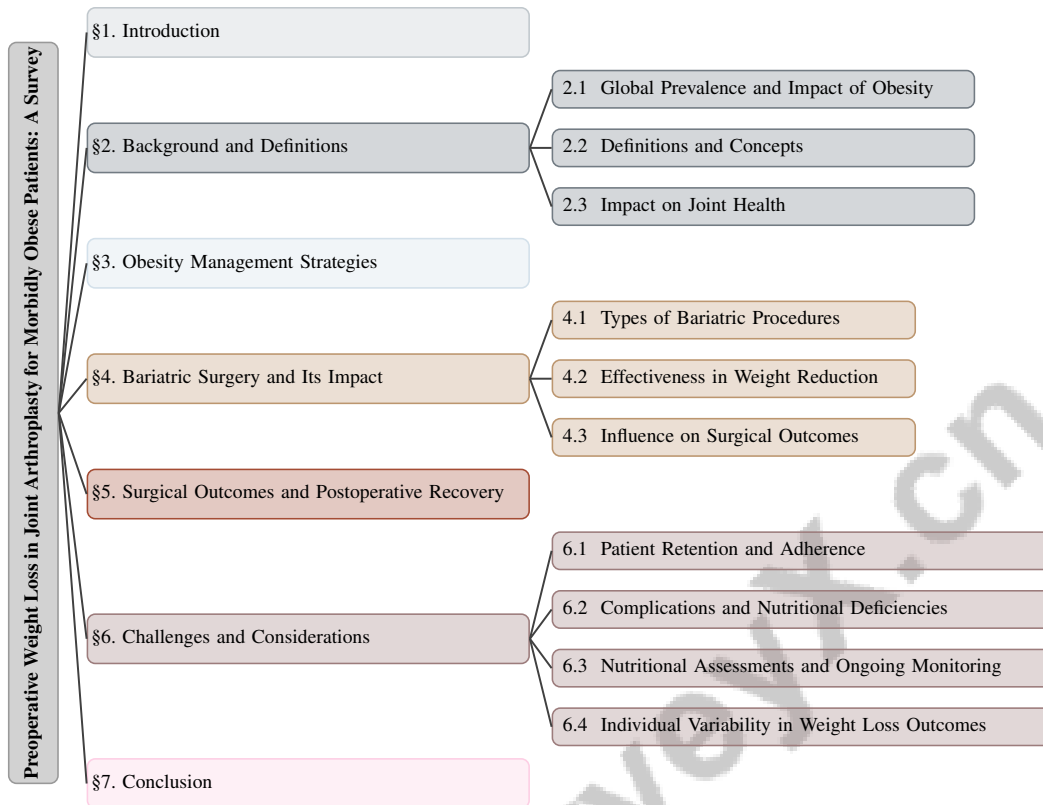 Preoperative Weight Loss in Joint Arthroplasty for Morbidly Obese Patients: A Survey
§1. Introduction
§2. Background and Definitions
2.1 Global Prevalence and Impact of Obesity
2.2 Definitions and Concepts
2.3 Impact on Joint Health
§3. Obesity Management Strategies
§4. Bariatric Surgery and Its Impact
4.1 Types of Bariatric Procedures
4.2 Effectiveness in Weight Reduction
4.3 Influence on Surgical Outcomes
§5. Surgical Outcomes and Postoperative Recovery
§6. Challenges and Considerations
6.1 Patient Retention and Adherence
6.2 Complications and Nutritional Deficiencies
6.3 Nutritional Assessments and Ongoing Monitoring
6.4 Individual Variability in Weight Loss Outcomes
§7. Conclusion
veyx.cn